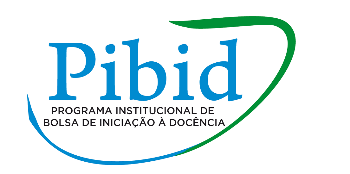 Pibid
PROGRAMA INSTITUCIONAL DE
BOLSA DE INICIAÇÃO À DOCÊNCIA